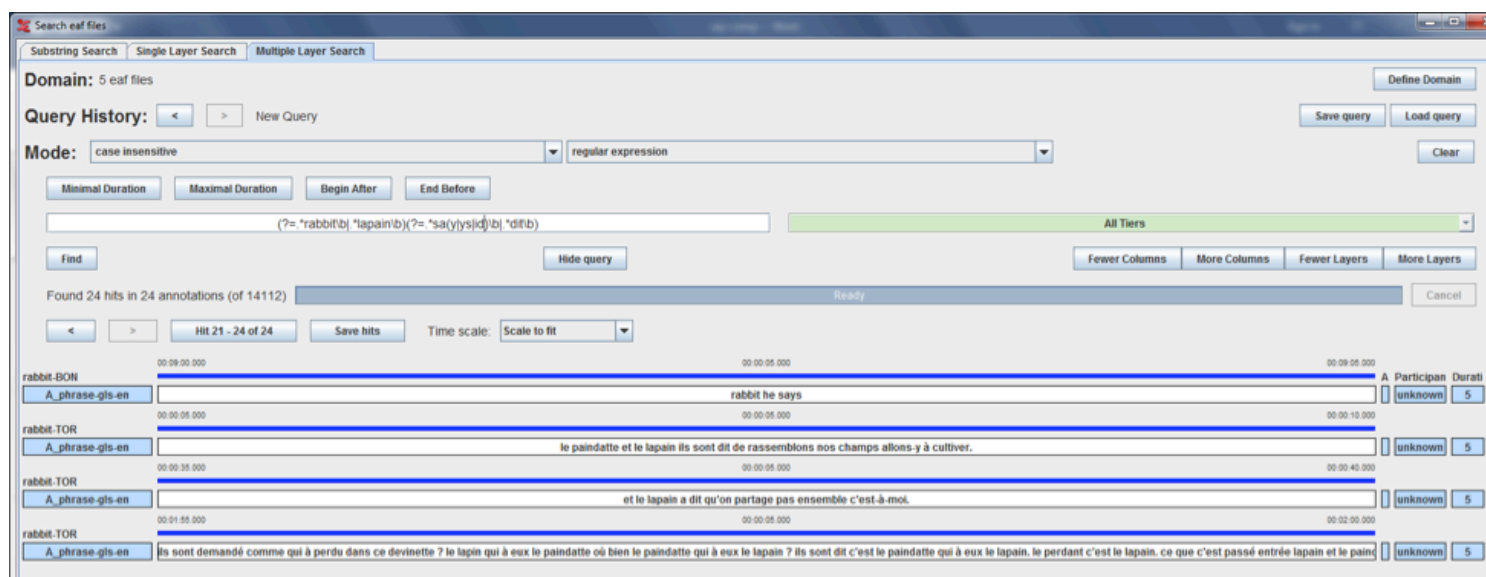 Search eaf files
Substring Search Single Layer Search Multiple Layer Search
Domain: 5 eaf files Define Domain
Query History: < > New Query Save query Load query
Mode: case insensitive regular expression Clear
Minimal Duration Maximal Duration Begin After End Before
(?=.*rabbit\b|.*lapain\b)(?=.*sa(y|ys|id)\b|.*dit\b) All Tiers
Find Hide query Fewer Columns More Columns Fewer Layers More Layers
Found 24 hits in 24 annotations (of 14112) Ready Cancel
< > Hit 21 - 24 of 24 Save hits Time scale: Scale to fit
00:09:00.000 00:00:05.000 00:09:05.000
rabbit-BON A Participan Durati
A_phrase-gls-en rabbit he says unknown 5
00:00:05.000 00:00:05.000 00:00:10.000
rabbit-TOR
A_phrase-gls-en le paindatte et le lapain ils sont dit de rassemblons nos champs allons-y à cultiver. unknown 5
00:00:35.000 00:00:05.000 00:00:40.000
rabbit-TOR
A_phrase-gls-en et le lapain a dit qu'on partage pas ensemble c'est-à-moi. unknown 5
00:01:55.000 00:00:05.000 00:02:00.000
rabbit-TOR
A_phrase-gls-en ils sont demandé comme qui à perdu dans ce devinette ? le lapin qui à eux le paindatte où bien le paindatte qui à eux le lapain ? ils sont dit c'est le paindatte qui à eux le lapain. le perdant c'est le lapain. ce que c'est passé entrée lapain et le paind unknown 5